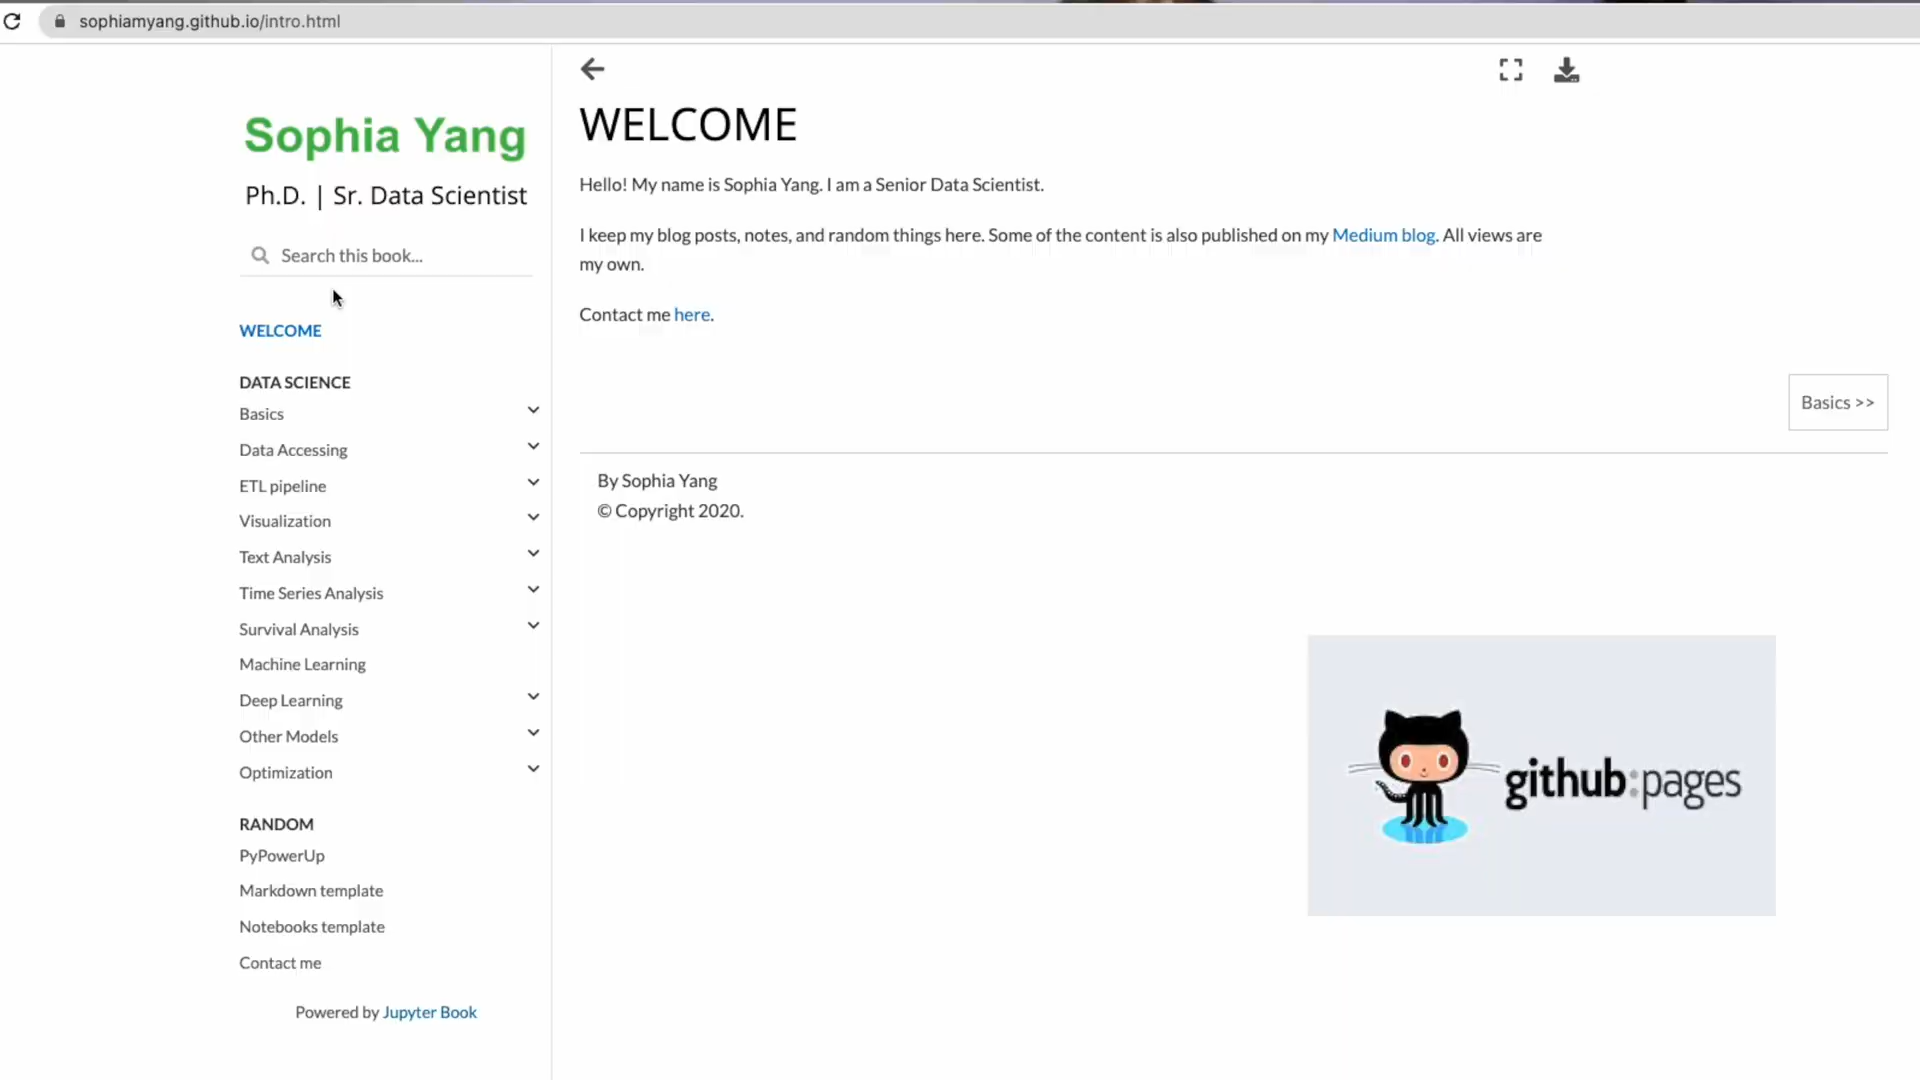 sophiamyang.github.io/intro.html
Sophia Yang
Ph.D. | Sr. Data Scientist
Search this book...
WELCOME
DATA SCIENCE
Basics
Data Accessing
ETL pipeline
Visualization
Text Analysis
Time Series Analysis
Survival Analysis
Machine Learning
Deep Learning
Other Models
Optimization
RANDOM
PyPowerUp
Markdown template
Notebooks template
Contact me
Powered by Jupyter Book
WELCOME
Hello! My name is Sophia Yang. I am a Senior Data Scientist.
I keep my blog posts, notes, and random things here. Some of the content is also published on my Medium blog. All views are
my own.
Contact me here.
Basics >>
By Sophia Yang
© Copyright 2020.
github:pages